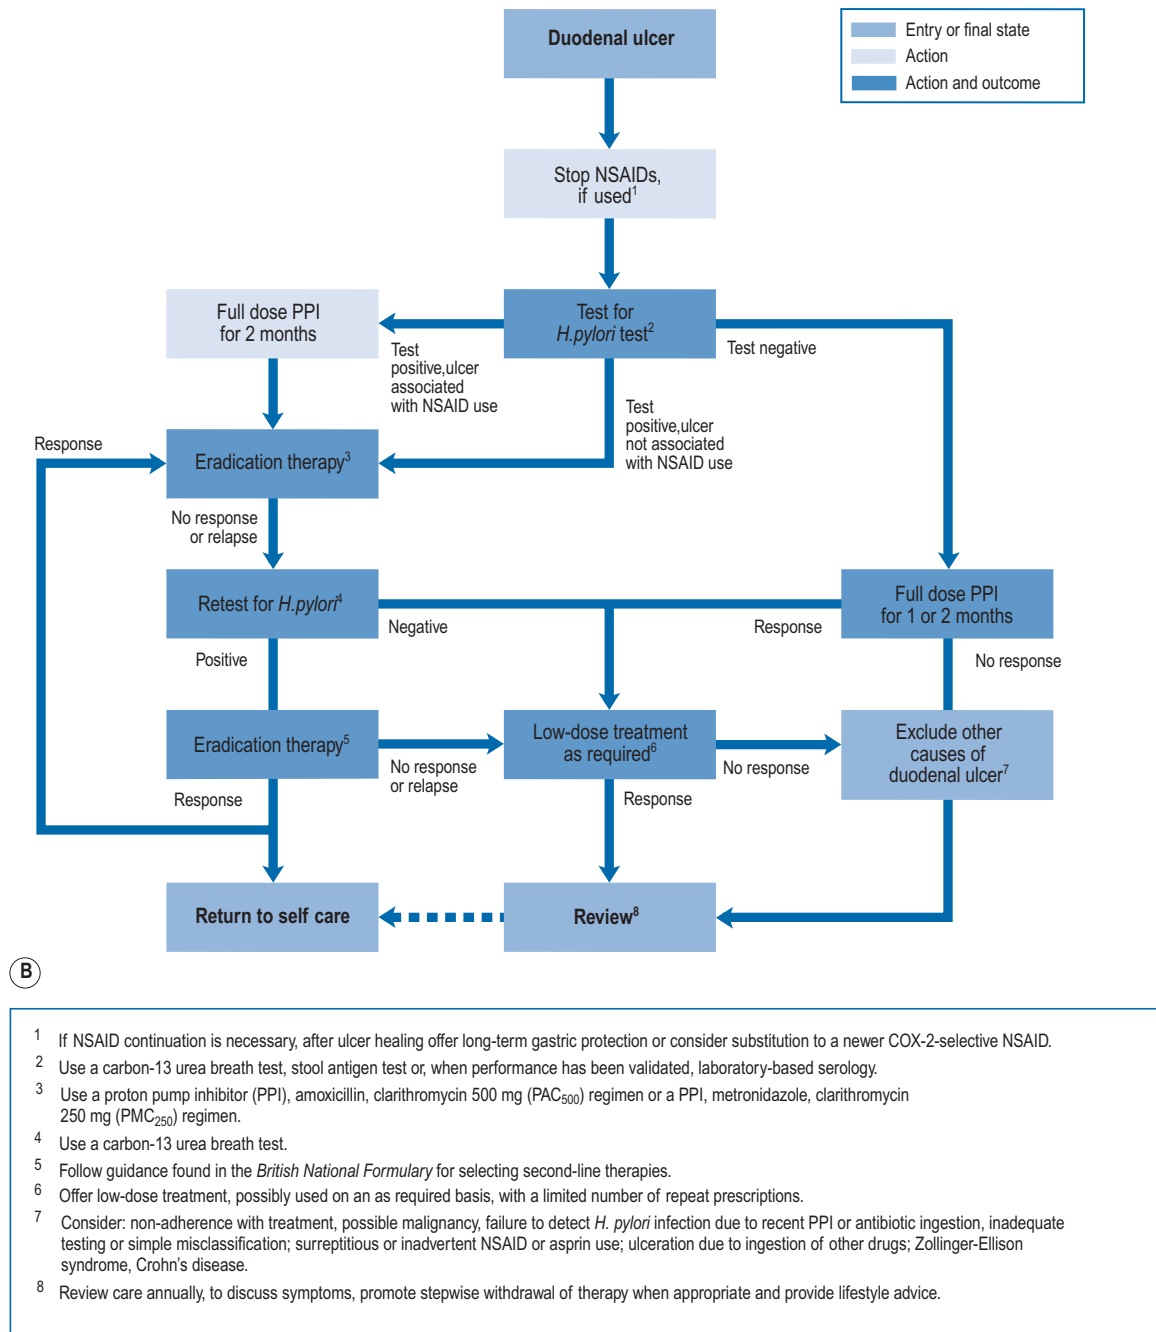 Duodenal ulcer
Entry or final state
Action
Action and outcome
Stop NSAIDs,
if used1
Full dose PPI
for 2 months
Test for
H.pylori test2
Test
positive,ulcer
associated
with NSAID use
Test negative
Test
positive,ulcer
not associated
with NSAID use
Response
Eradication therapy3
No response
or relapse
Retest for H.pylori4
Negative
Response
Full dose PPI
for 1 or 2 months
Positive
No response
Eradication therapy5
No response
or relapse
Low-dose treatment
as required6
No response
Exclude other
causes of
duodenal ulcer7
Response
Response
Return to self care
Review8
B
1 If NSAID continuation is necessary, after ulcer healing offer long-term gastric protection or consider substitution to a newer COX-2-selective NSAID.
2 Use a carbon-13 urea breath test, stool antigen test or, when performance has been validated, laboratory-based serology.
3 Use a proton pump inhibitor (PPI), amoxicillin, clarithromycin 500 mg (PAC500) regimen or a PPI, metronidazole, clarithromycin
250 mg (PMC250) regimen.
4 Use a carbon-13 urea breath test.
5 Follow guidance found in the British National Formulary for selecting second-line therapies.
6 Offer low-dose treatment, possibly used on an as required basis, with a limited number of repeat prescriptions.
7 Consider: non-adherence with treatment, possible malignancy, failure to detect H. pylori infection due to recent PPI or antibiotic ingestion, inadequate
testing or simple misclassification; surreptitious or inadvertent NSAID or asprin use; ulceration due to ingestion of other drugs; Zollinger-Ellison
syndrome, Crohn's disease.
8 Review care annually, to discuss symptoms, promote stepwise withdrawal of therapy when appropriate and provide lifestyle advice.